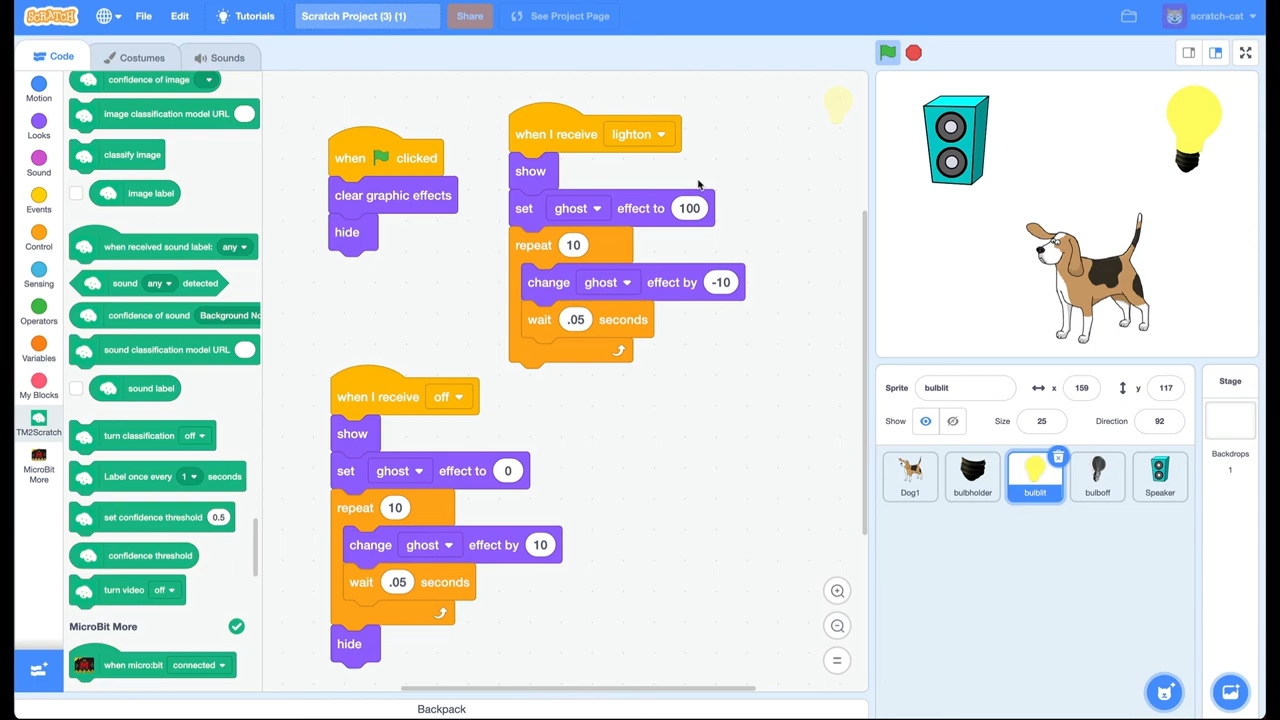 SCRATCH
File
Edit
Tutorials
Scratch Project (3) (1)
Share
See Project Page
scratch-cat
Code
Costumes
Sounds
Motion
Looks
Sound
Events
Control
Sensing
Operators
Variables
My Blocks
TM2Scratch
MicroBit
More
confidence of image
image classification model URL
classify image
image label
when received sound label: any
sound any detected
confidence of sound Background No
sound classification model URL
sound label
turn classification off
Label once every 1 seconds
set confidence threshold 0.5
confidence threshold
turn video off
MicroBit More
when micro:bit connected
when clicked
clear graphic effects
hide
when I receive lighton
show
set ghost effect to 100
repeat 10
change ghost effect by -10
wait .05 seconds
when I receive off
show
set ghost effect to 0
repeat 10
change ghost effect by 10
wait .05 seconds
hide
Sprite bulblit x 159 y 117
Show Size 25 Direction 92
Dog1
bulbholder
bulblit
bulboff
Speaker
Stage
Backdrops
1
Backpack